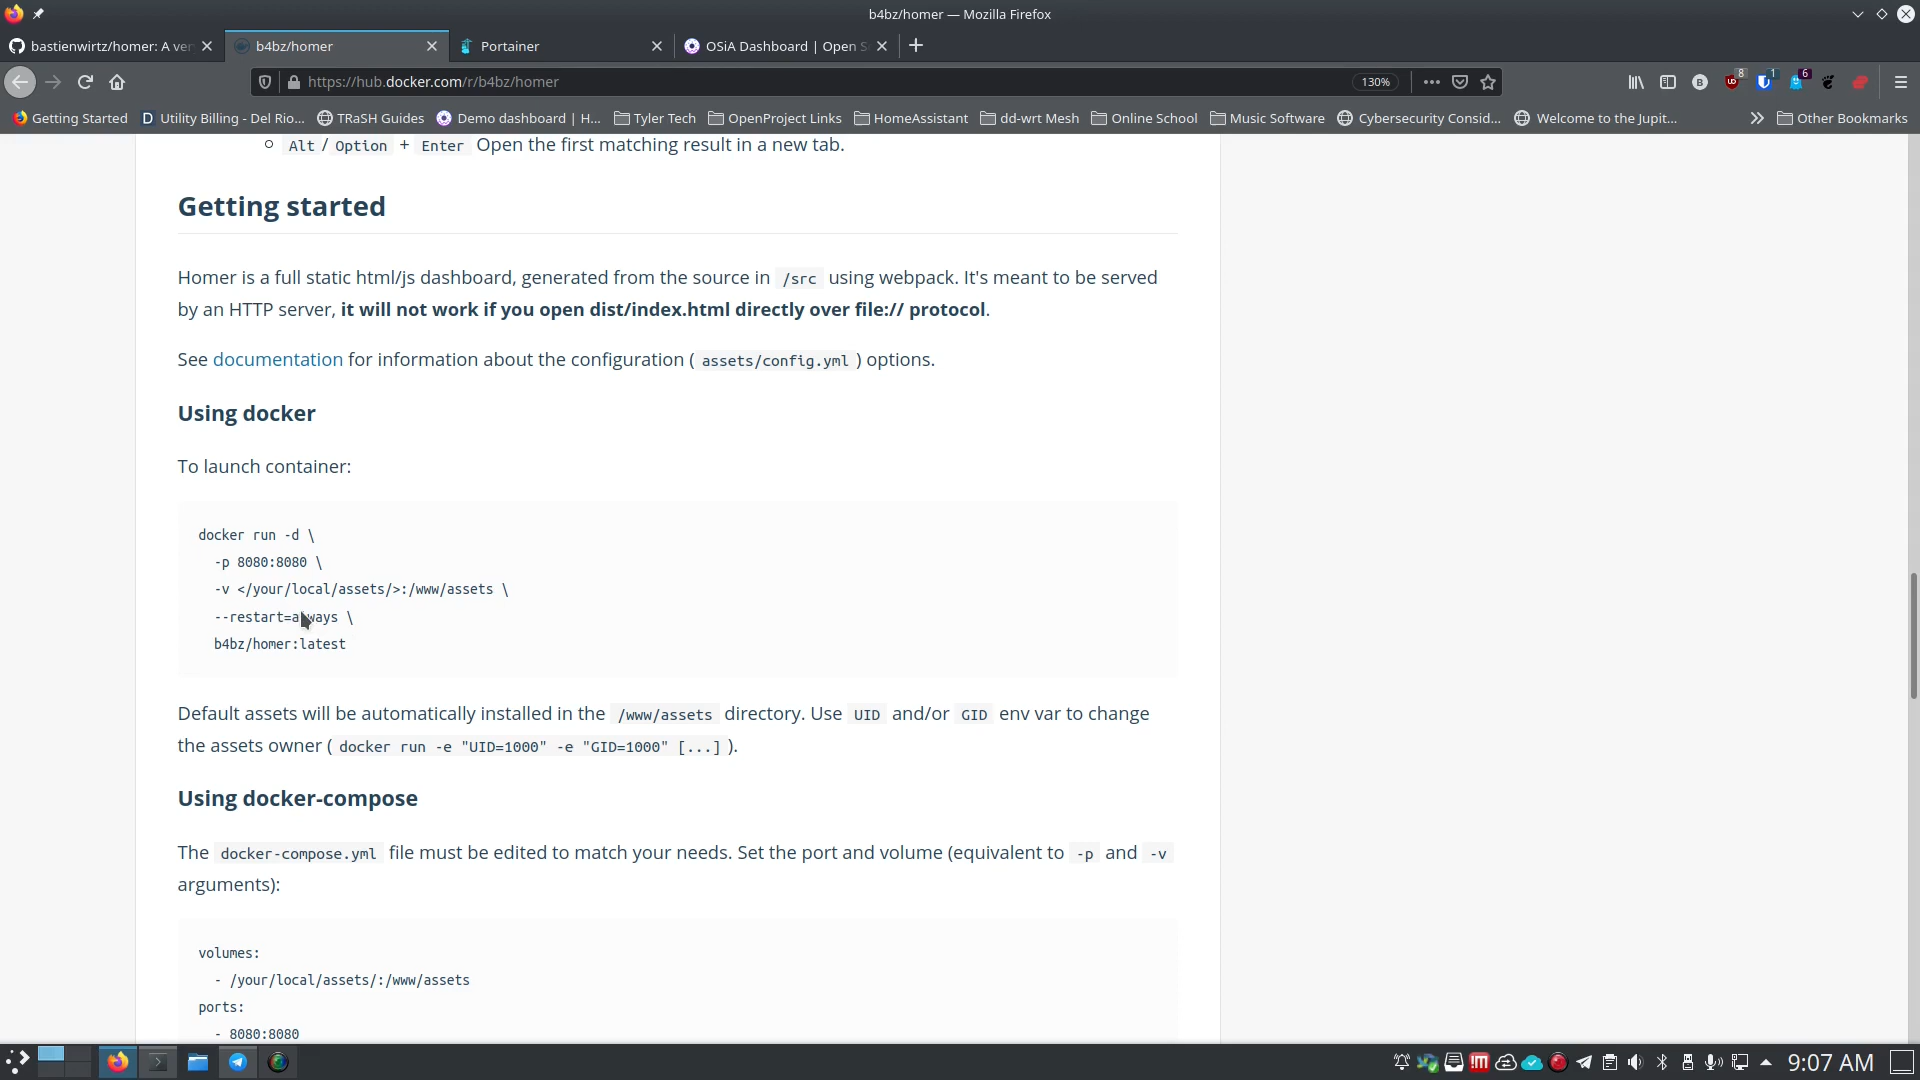 b4bz/homer — Mozilla Firefox
bastienwirtz/homer: A ver
b4bz/homer
Portainer
OSiA Dashboard | Open S
https://hub.docker.com/r/b4bz/homer
130%
8
1
6
Getting Started
Utility Billing - Del Rio...
TRaSH Guides
Demo dashboard | H...
Tyler Tech
OpenProject Links
HomeAssistant
dd-wrt Mesh
Online School
Music Software
Cybersecurity Consid...
Welcome to the Jupit...
Other Bookmarks
Alt / Option + Enter Open the first matching result in a new tab.
Getting started
Homer is a full static html/js dashboard, generated from the source in /src using webpack. It's meant to be served
by an HTTP server, it will not work if you open dist/index.html directly over file:// protocol.
See documentation for information about the configuration ( assets/config.yml ) options.
Using docker
To launch container:
docker run -d \
-p 8080:8080 \
-v </your/local/assets/>:/www/assets \
--restart=always \
b4bz/homer:latest
Default assets will be automatically installed in the /www/assets directory. Use UID and/or GID env var to change
the assets owner ( docker run -e "UID=1000" -e "GID=1000" [...] ).
Using docker-compose
The docker-compose.yml file must be edited to match your needs. Set the port and volume (equivalent to -p and -v
arguments):
volumes:
- /your/local/assets/:/www/assets
ports:
- 8080:8080
9:07 AM